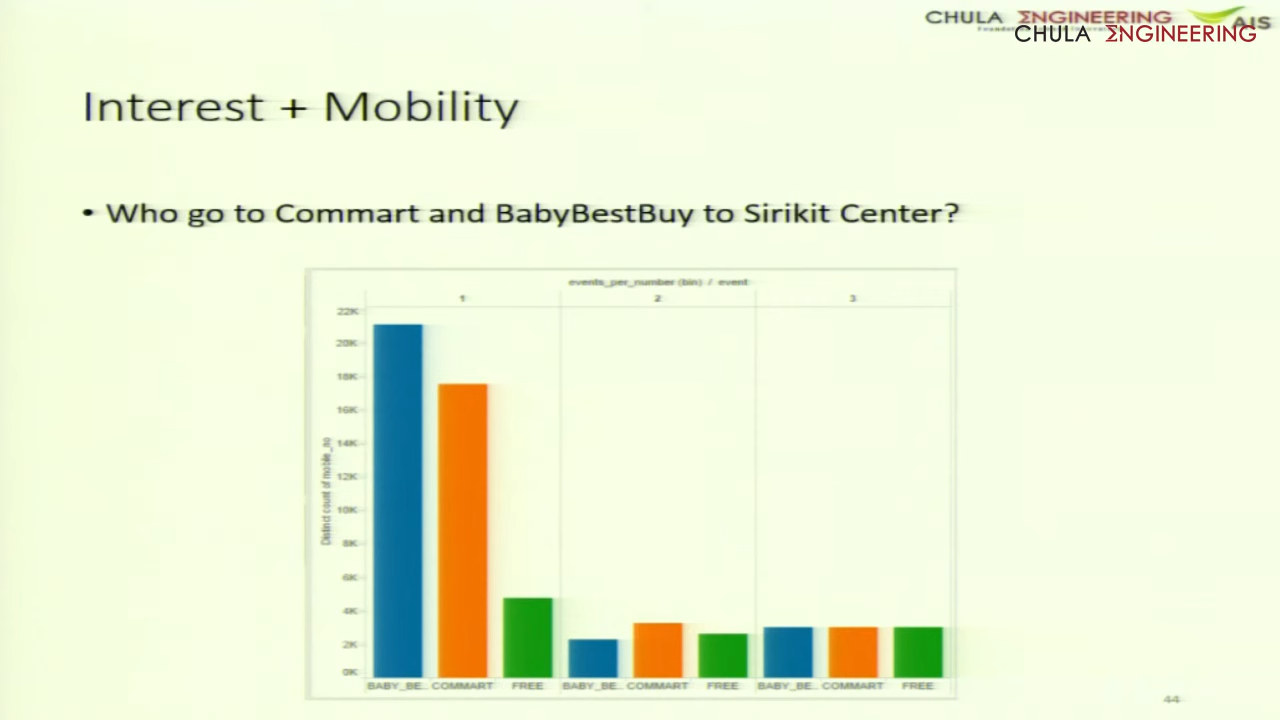 CHULA ΣNGINEERING
AIS
CHULA ΣNGINEERING
Interest + Mobility
• Who go to Commart and BabyBestBuy to Sirikit Center?
events_per_number (bin) / event
1 2 3
22K
20K
18K
16K
14K
12K
10K
8K
6K
4K
2K
0K
Distinct count of mobile_no
BABY_BE.. COMMART FREE BABY_BE.. COMMART FREE BABY_BE.. COMMART FREE
44